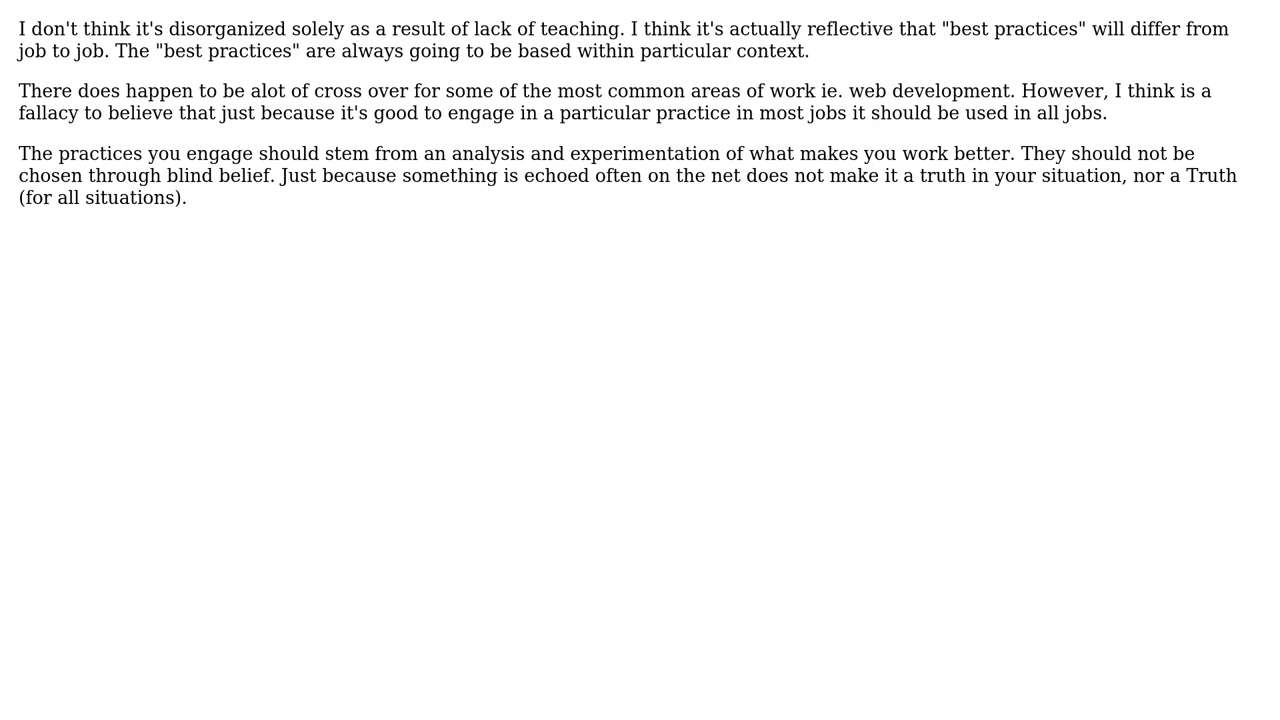 I don't think it's disorganized solely as a result of lack of teaching. I think it's actually reflective that "best practices" will differ from
job to job. The "best practices" are always going to be based within particular context.
There does happen to be alot of cross over for some of the most common areas of work ie. web development. However, I think is a
fallacy to believe that just because it's good to engage in a particular practice in most jobs it should be used in all jobs.
The practices you engage should stem from an analysis and experimentation of what makes you work better. They should not be
chosen through blind belief. Just because something is echoed often on the net does not make it a truth in your situation, nor a Truth
(for all situations).